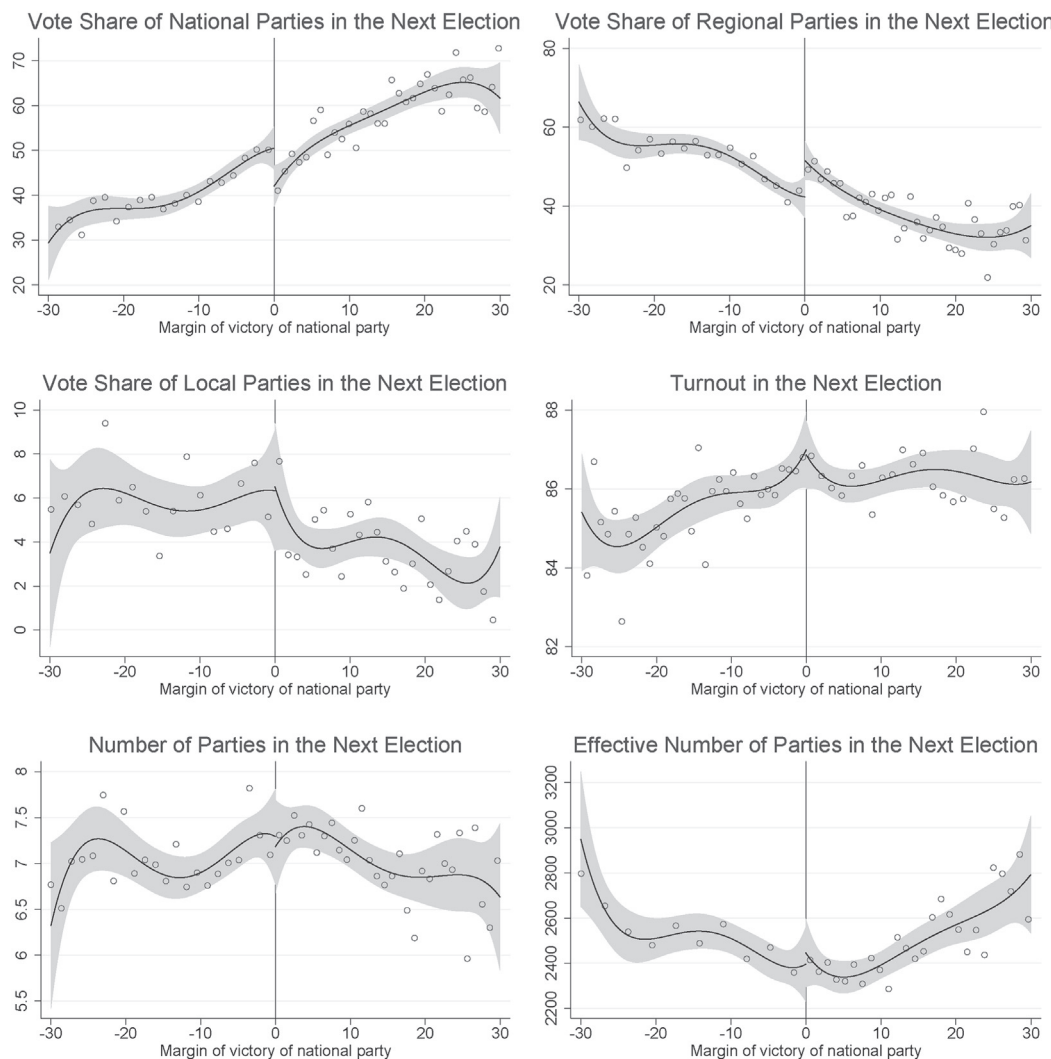 Vote Share of National Parties in the Next Election
70
60
50
40
30
20
-30 -20 -10 0 10 20 30
Margin of victory of national party
Vote Share of Regional Parties in the Next Election
80
60
40
20
-30 -20 -10 0 10 20 30
Margin of victory of national party
Vote Share of Local Parties in the Next Election
10
8
6
4
2
0
-30 -20 -10 0 10 20 30
Margin of victory of national party
Turnout in the Next Election
88
86
84
82
-30 -20 -10 0 10 20 30
Margin of victory of national party
Number of Parties in the Next Election
8
7.5
7
6.5
6
5.5
-30 -20 -10 0 10 20 30
Margin of victory of national party
Effective Number of Parties in the Next Election
3200
3000
2800
2600
2400
2200
-30 -20 -10 0 10 20 30
Margin of victory of national party